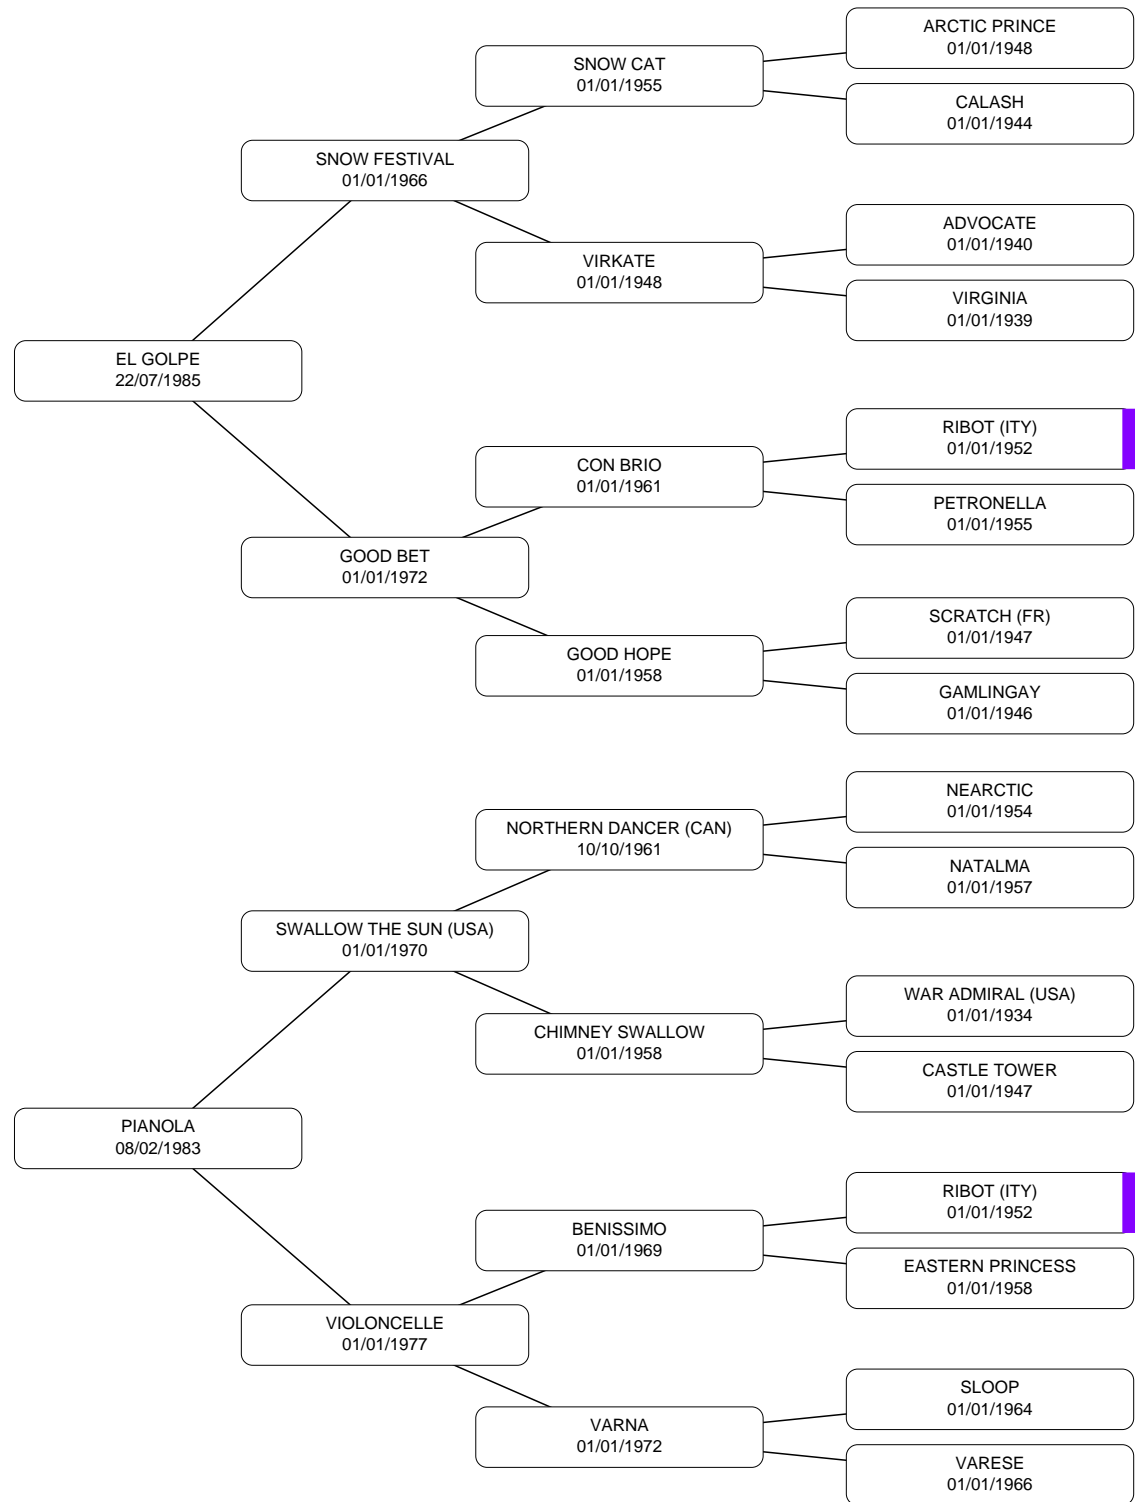 ARCTIC PRINCE
01/01/1948
SNOW CAT
01/01/1955
CALASH
01/01/1944
SNOW FESTIVAL
01/01/1966
ADVOCATE
01/01/1940
VIRKATE
01/01/1948
VIRGINIA
01/01/1939
EL GOLPE
22/07/1985
RIBOT (ITY)
01/01/1952
CON BRIO
01/01/1961
PETRONELLA
01/01/1955
GOOD BET
01/01/1972
SCRATCH (FR)
01/01/1947
GOOD HOPE
01/01/1958
GAMLINGAY
01/01/1946
NEARCTIC
01/01/1954
NORTHERN DANCER (CAN)
10/10/1961
NATALMA
01/01/1957
SWALLOW THE SUN (USA)
01/01/1970
WAR ADMIRAL (USA)
01/01/1934
CHIMNEY SWALLOW
01/01/1958
CASTLE TOWER
01/01/1947
PIANOLA
08/02/1983
RIBOT (ITY)
01/01/1952
BENISSIMO
01/01/1969
EASTERN PRINCESS
01/01/1958
VIOLONCELLE
01/01/1977
SLOOP
01/01/1964
VARNA
01/01/1972
VARESE
01/01/1966